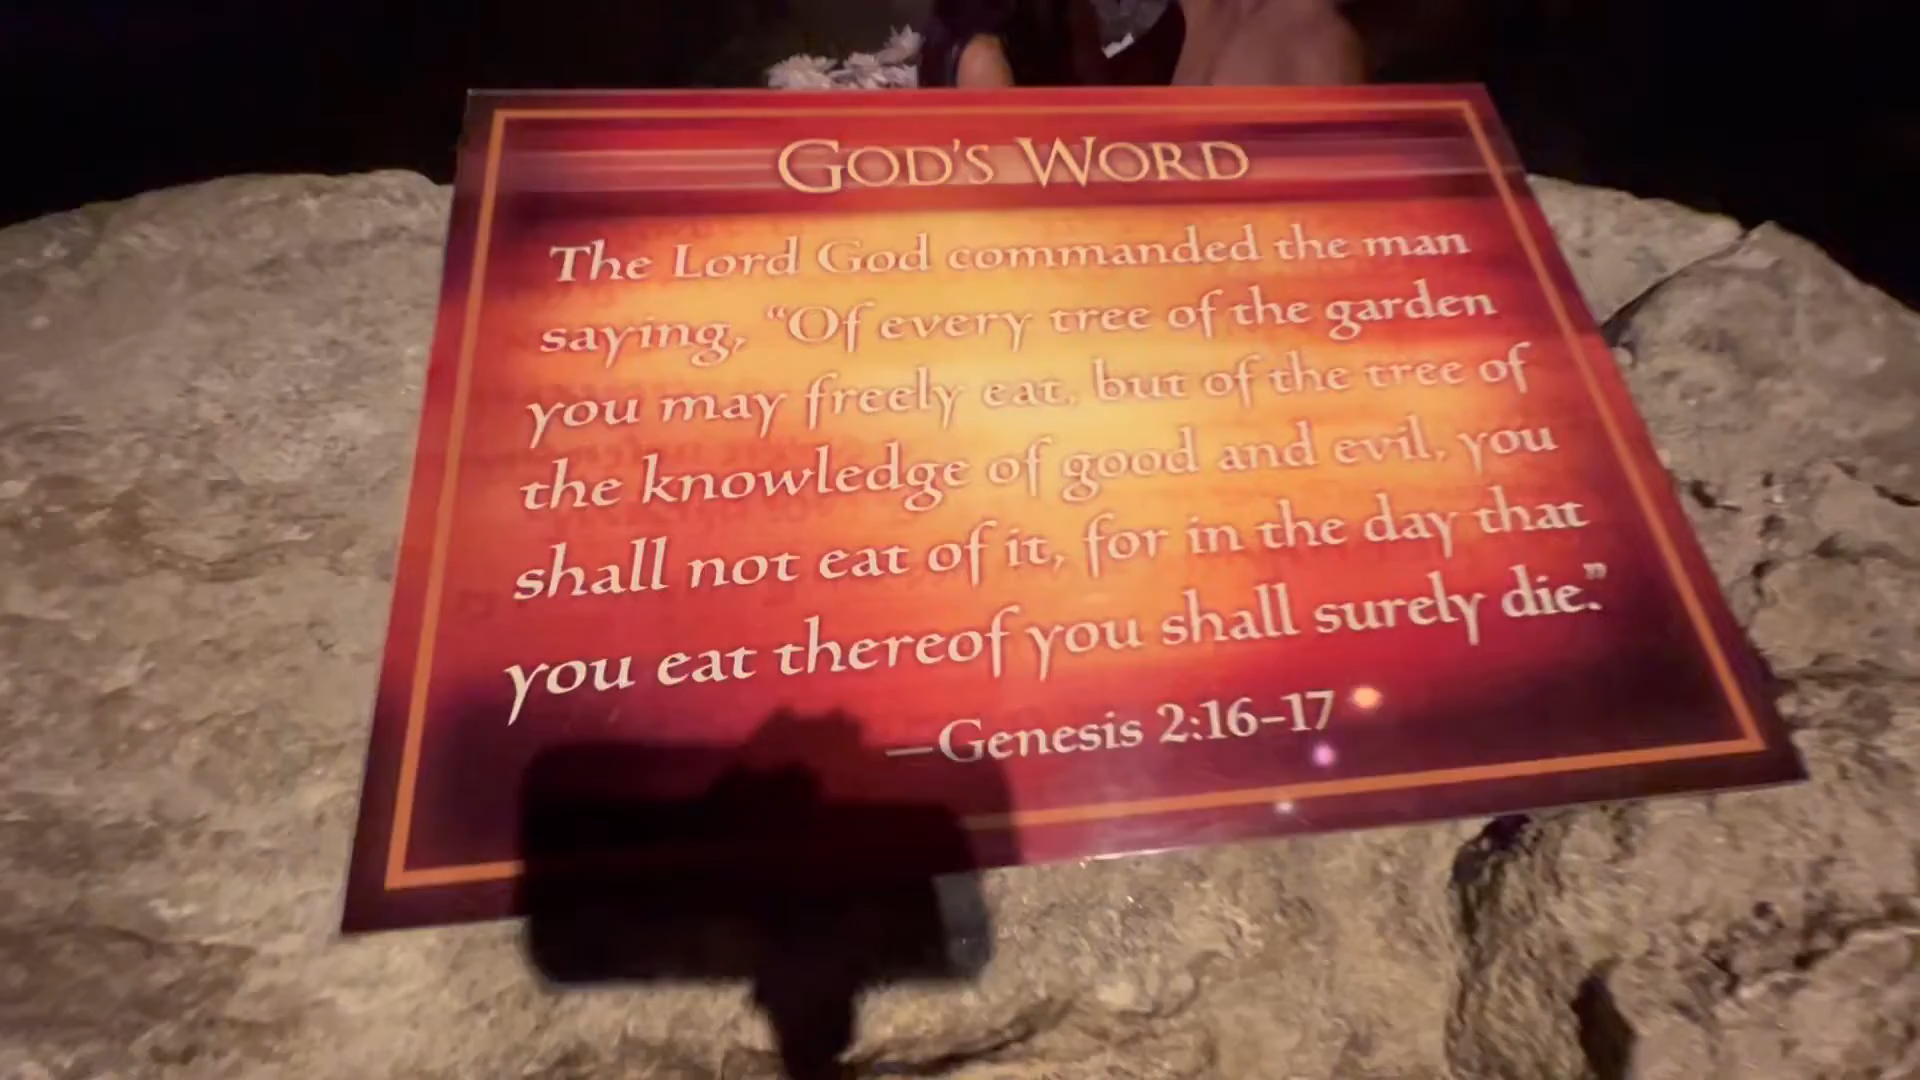 GOD'S WORD
The Lord God commanded the man
saying, “Of every tree of the garden
you may freely eat, but of the tree of
the knowledge of good and evil, you
shall not eat of it, for in the day that
you eat thereof you shall surely die.”
—Genesis 2:16–17